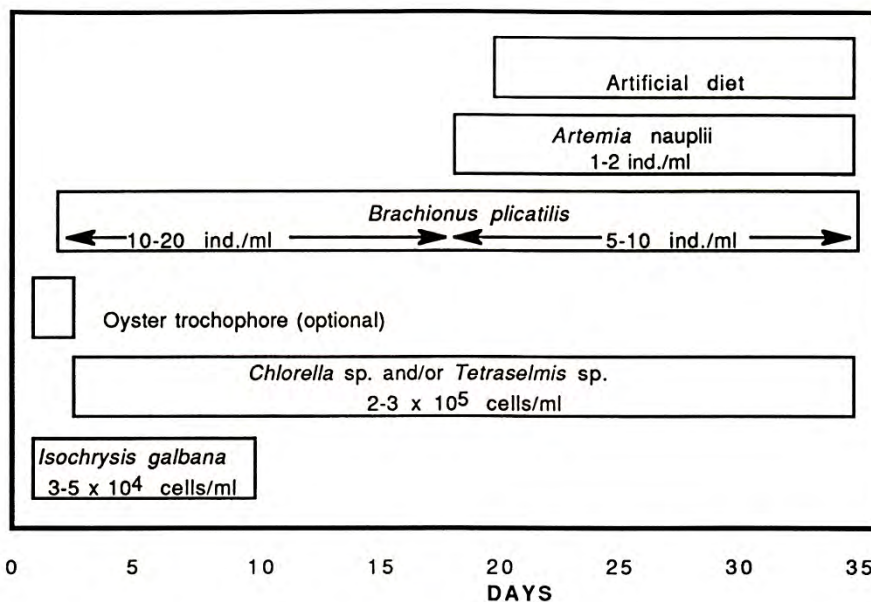 Artificial diet
Artemia nauplii
1-2 ind./ml
Brachionus plicatilis
10-20 ind./ml 5-10 ind./ml
Oyster trochophore (optional)
Chlorella sp. and/or Tetraselmis sp.
2-3 x 10⁵ cells/ml
Isochrysis galbana
3-5 x 10⁴ cells/ml
0 5 10 15 20 25 30 35
DAYS